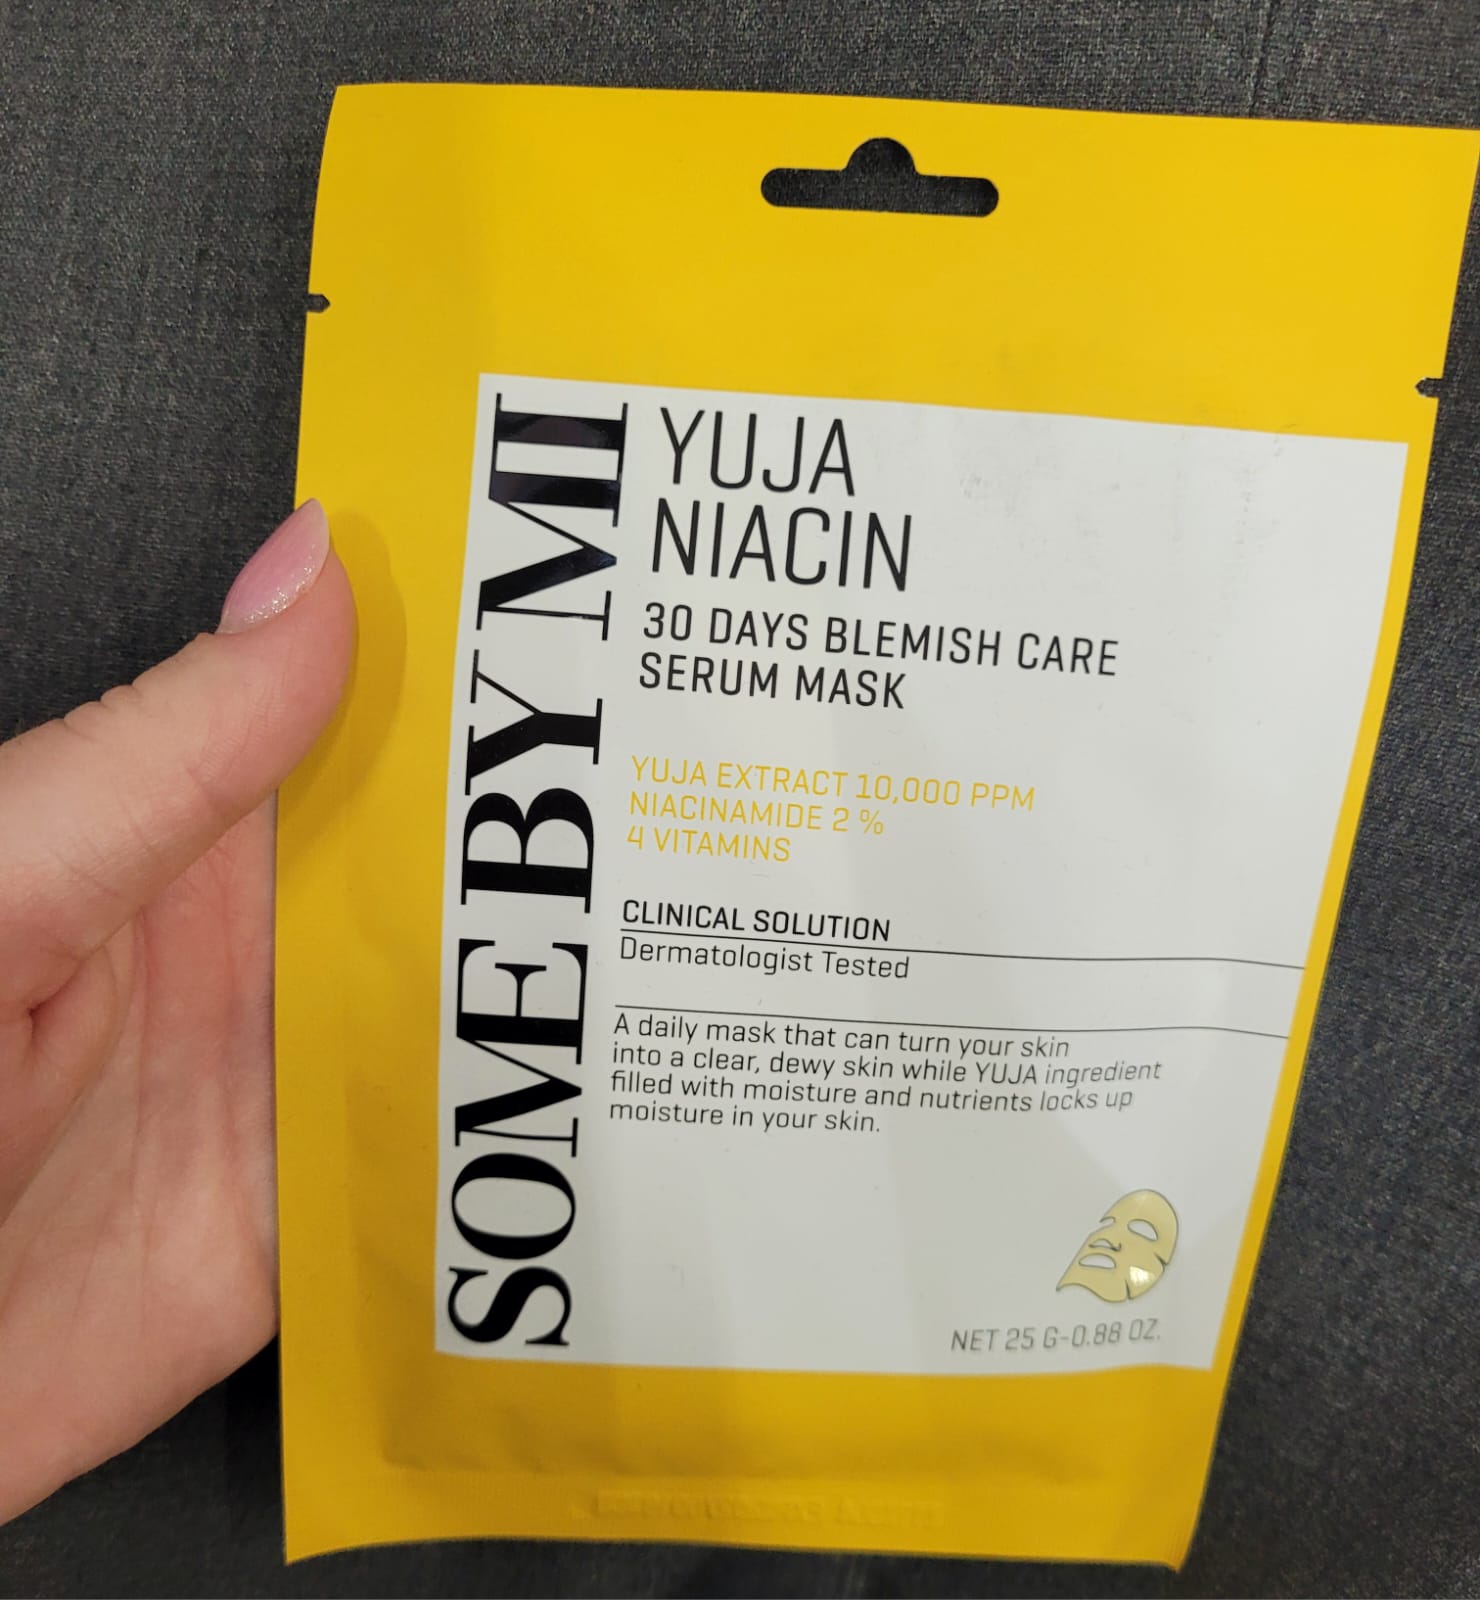 SOME BY MI
YUJA
NIACIN
30 DAYS BLEMISH CARE
SERUM MASK
YUJA EXTRACT 10,000 PPM
NIACINAMIDE 2 %
4 VITAMINS
CLINICAL SOLUTION
Dermatologist Tested
A daily mask that can turn your skin
into a clear, dewy skin while YUJA ingredient
filled with moisture and nutrients locks up
moisture in your skin.
NET 25 G-0.88 OZ.